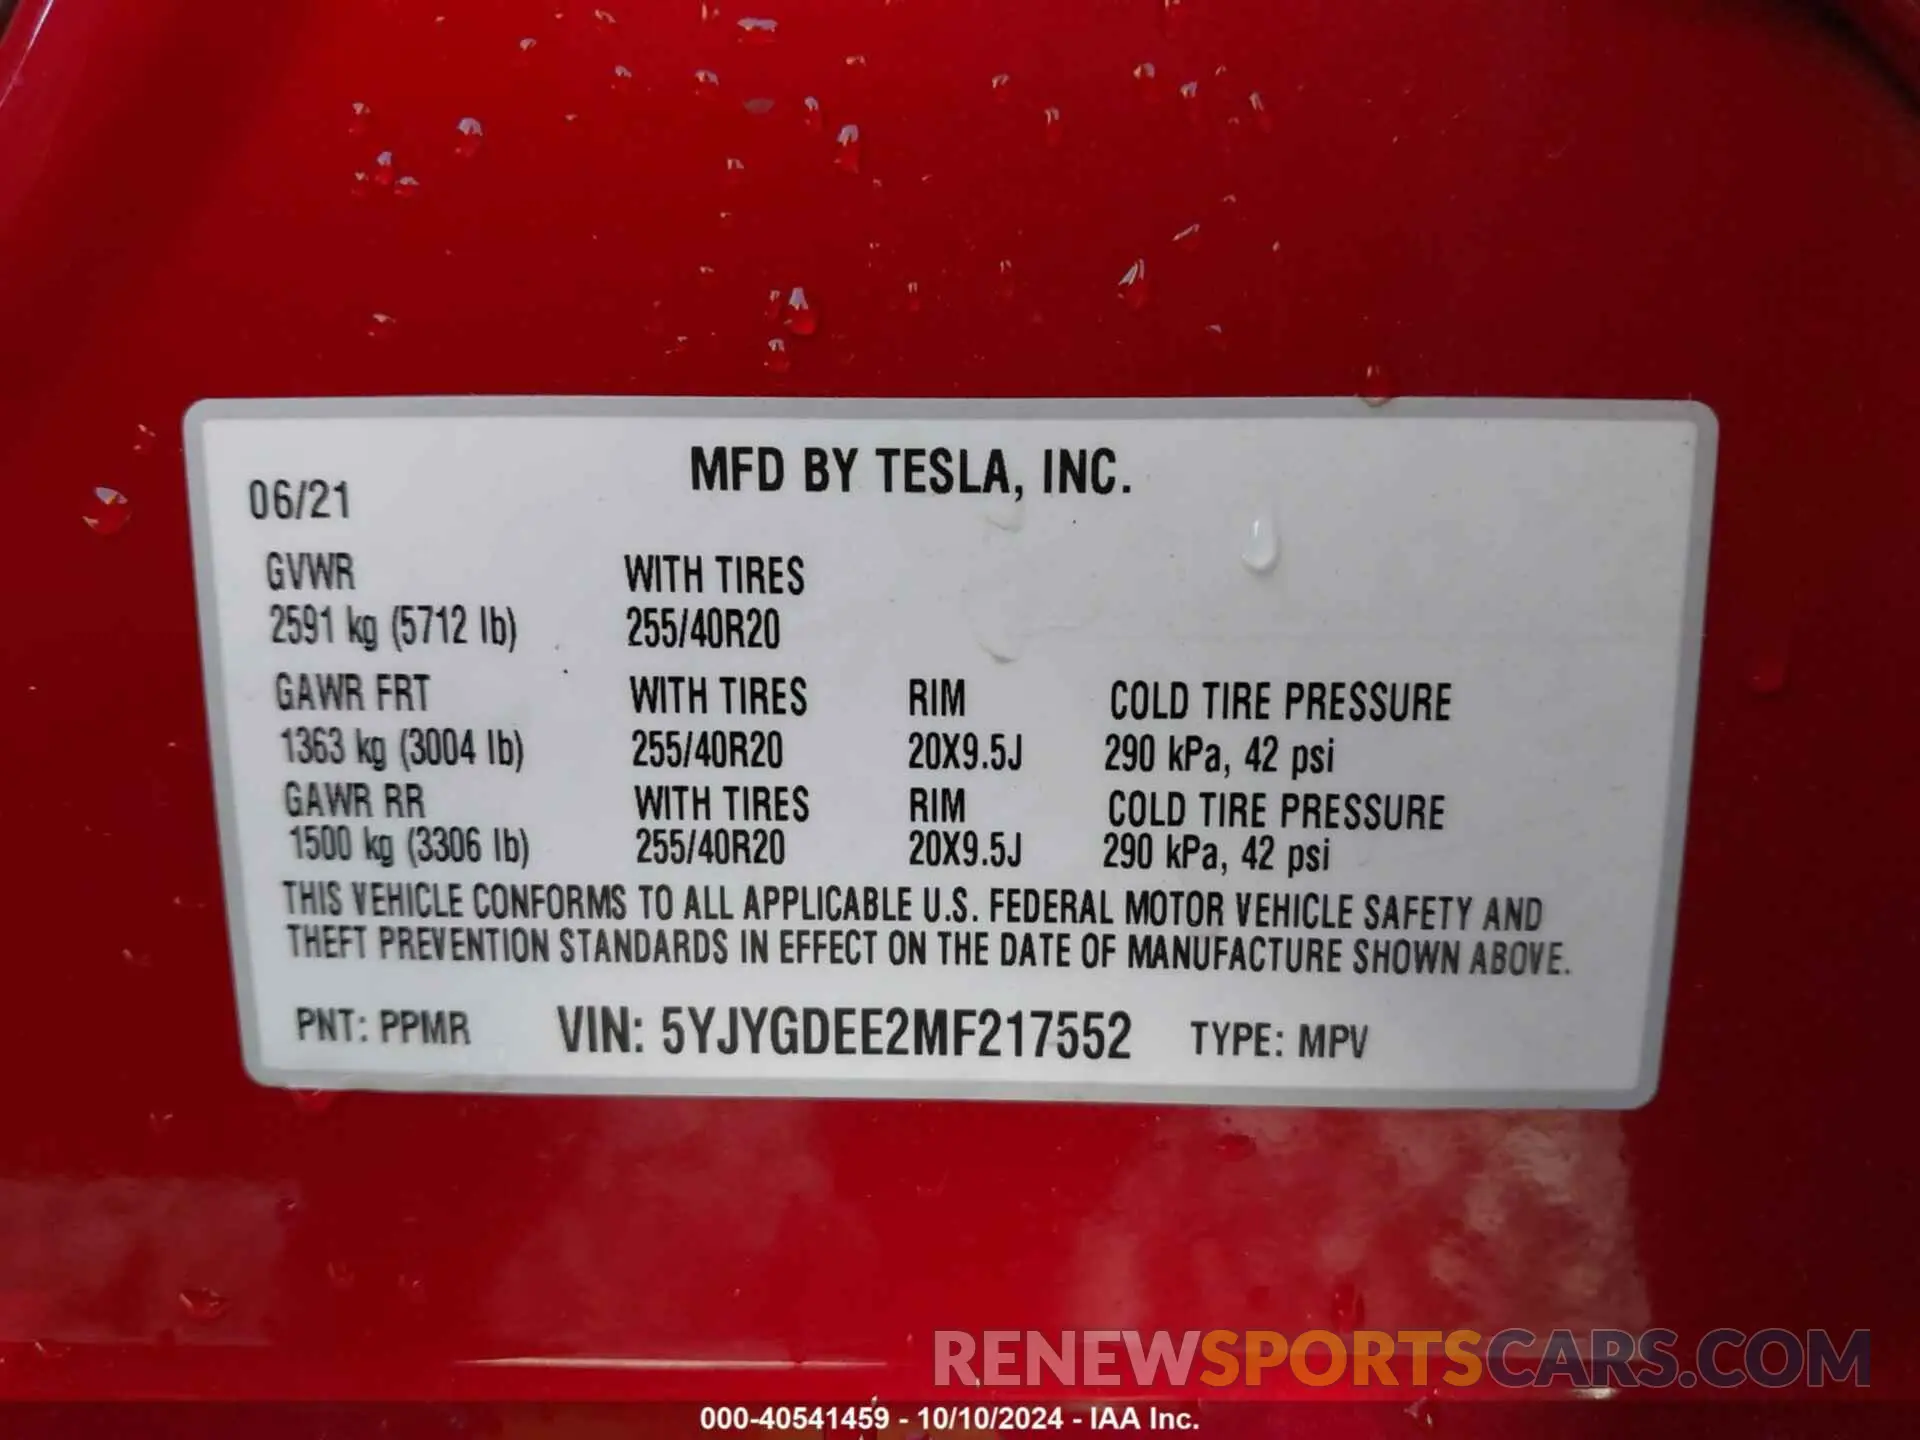 MFD BY TESLA, INC.
06/21
GVWR WITH TIRES
2591 kg (5712 lb) 255/40R20
GAWR FRT WITH TIRES RIM COLD TIRE PRESSURE
1363 kg (3004 lb) 255/40R20 20X9.5J 290 kPa, 42 psi
GAWR RR WITH TIRES RIM COLD TIRE PRESSURE
1500 kg (3306 lb) 255/40R20 20X9.5J 290 kPa, 42 psi
THIS VEHICLE CONFORMS TO ALL APPLICABLE U.S. FEDERAL MOTOR VEHICLE SAFETY AND
THEFT PREVENTION STANDARDS IN EFFECT ON THE DATE OF MANUFACTURE SHOWN ABOVE.
PNT: PPMR VIN: 5YJYGDEE2MF217552 TYPE: MPV
RENEWSPORTSCARS.COM
000-40541459 - 10/10/2024 - IAA Inc.